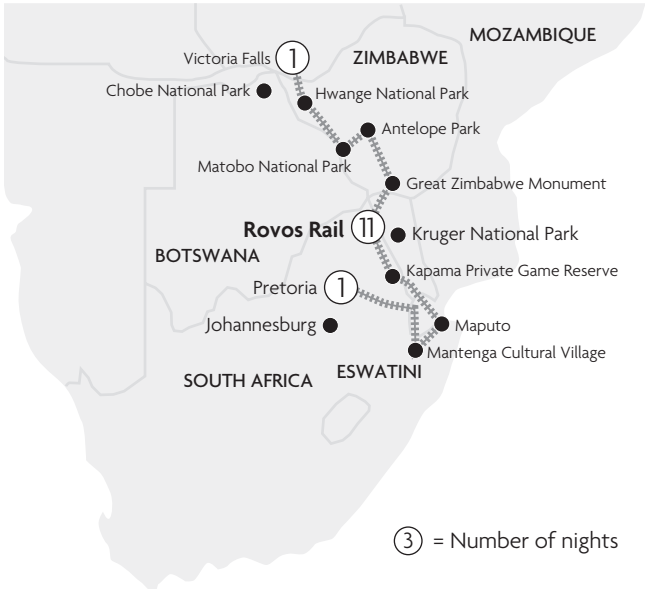 MOZAMBIQUE
Victoria Falls 1
ZIMBABWE
Chobe National Park
Hwange National Park
Antelope Park
Matobo National Park
Great Zimbabwe Monument
Rovos Rail 11
Kruger National Park
BOTSWANA
Kapama Private Game Reserve
Pretoria 1
Johannesburg
Maputo
Mantenga Cultural Village
ESWATINI
SOUTH AFRICA
3 = Number of nights